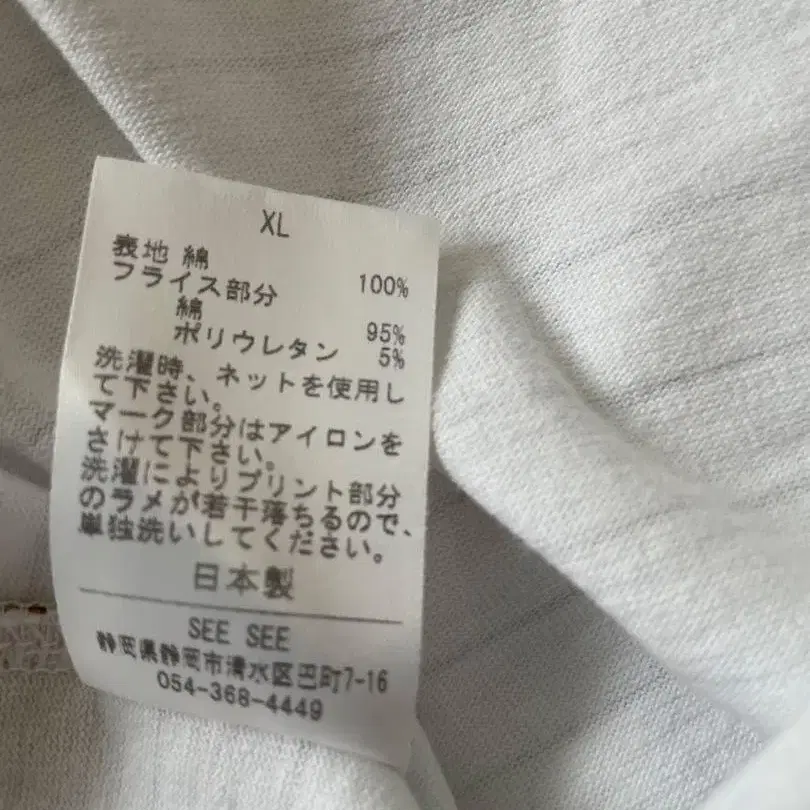 XL
表地 綿 100%
フライス部分
綿 95%
ポリウレタン 5%
洗濯時、ネットを使用し
て下さい。
マーク部分はアイロンを
さけて下さい。
洗濯によりプリント部分
のラメが若干落ちるので、
単独洗いしてください。
日本製
SEE SEE
静岡県静岡市清水区巴町7-16
054-368-4449